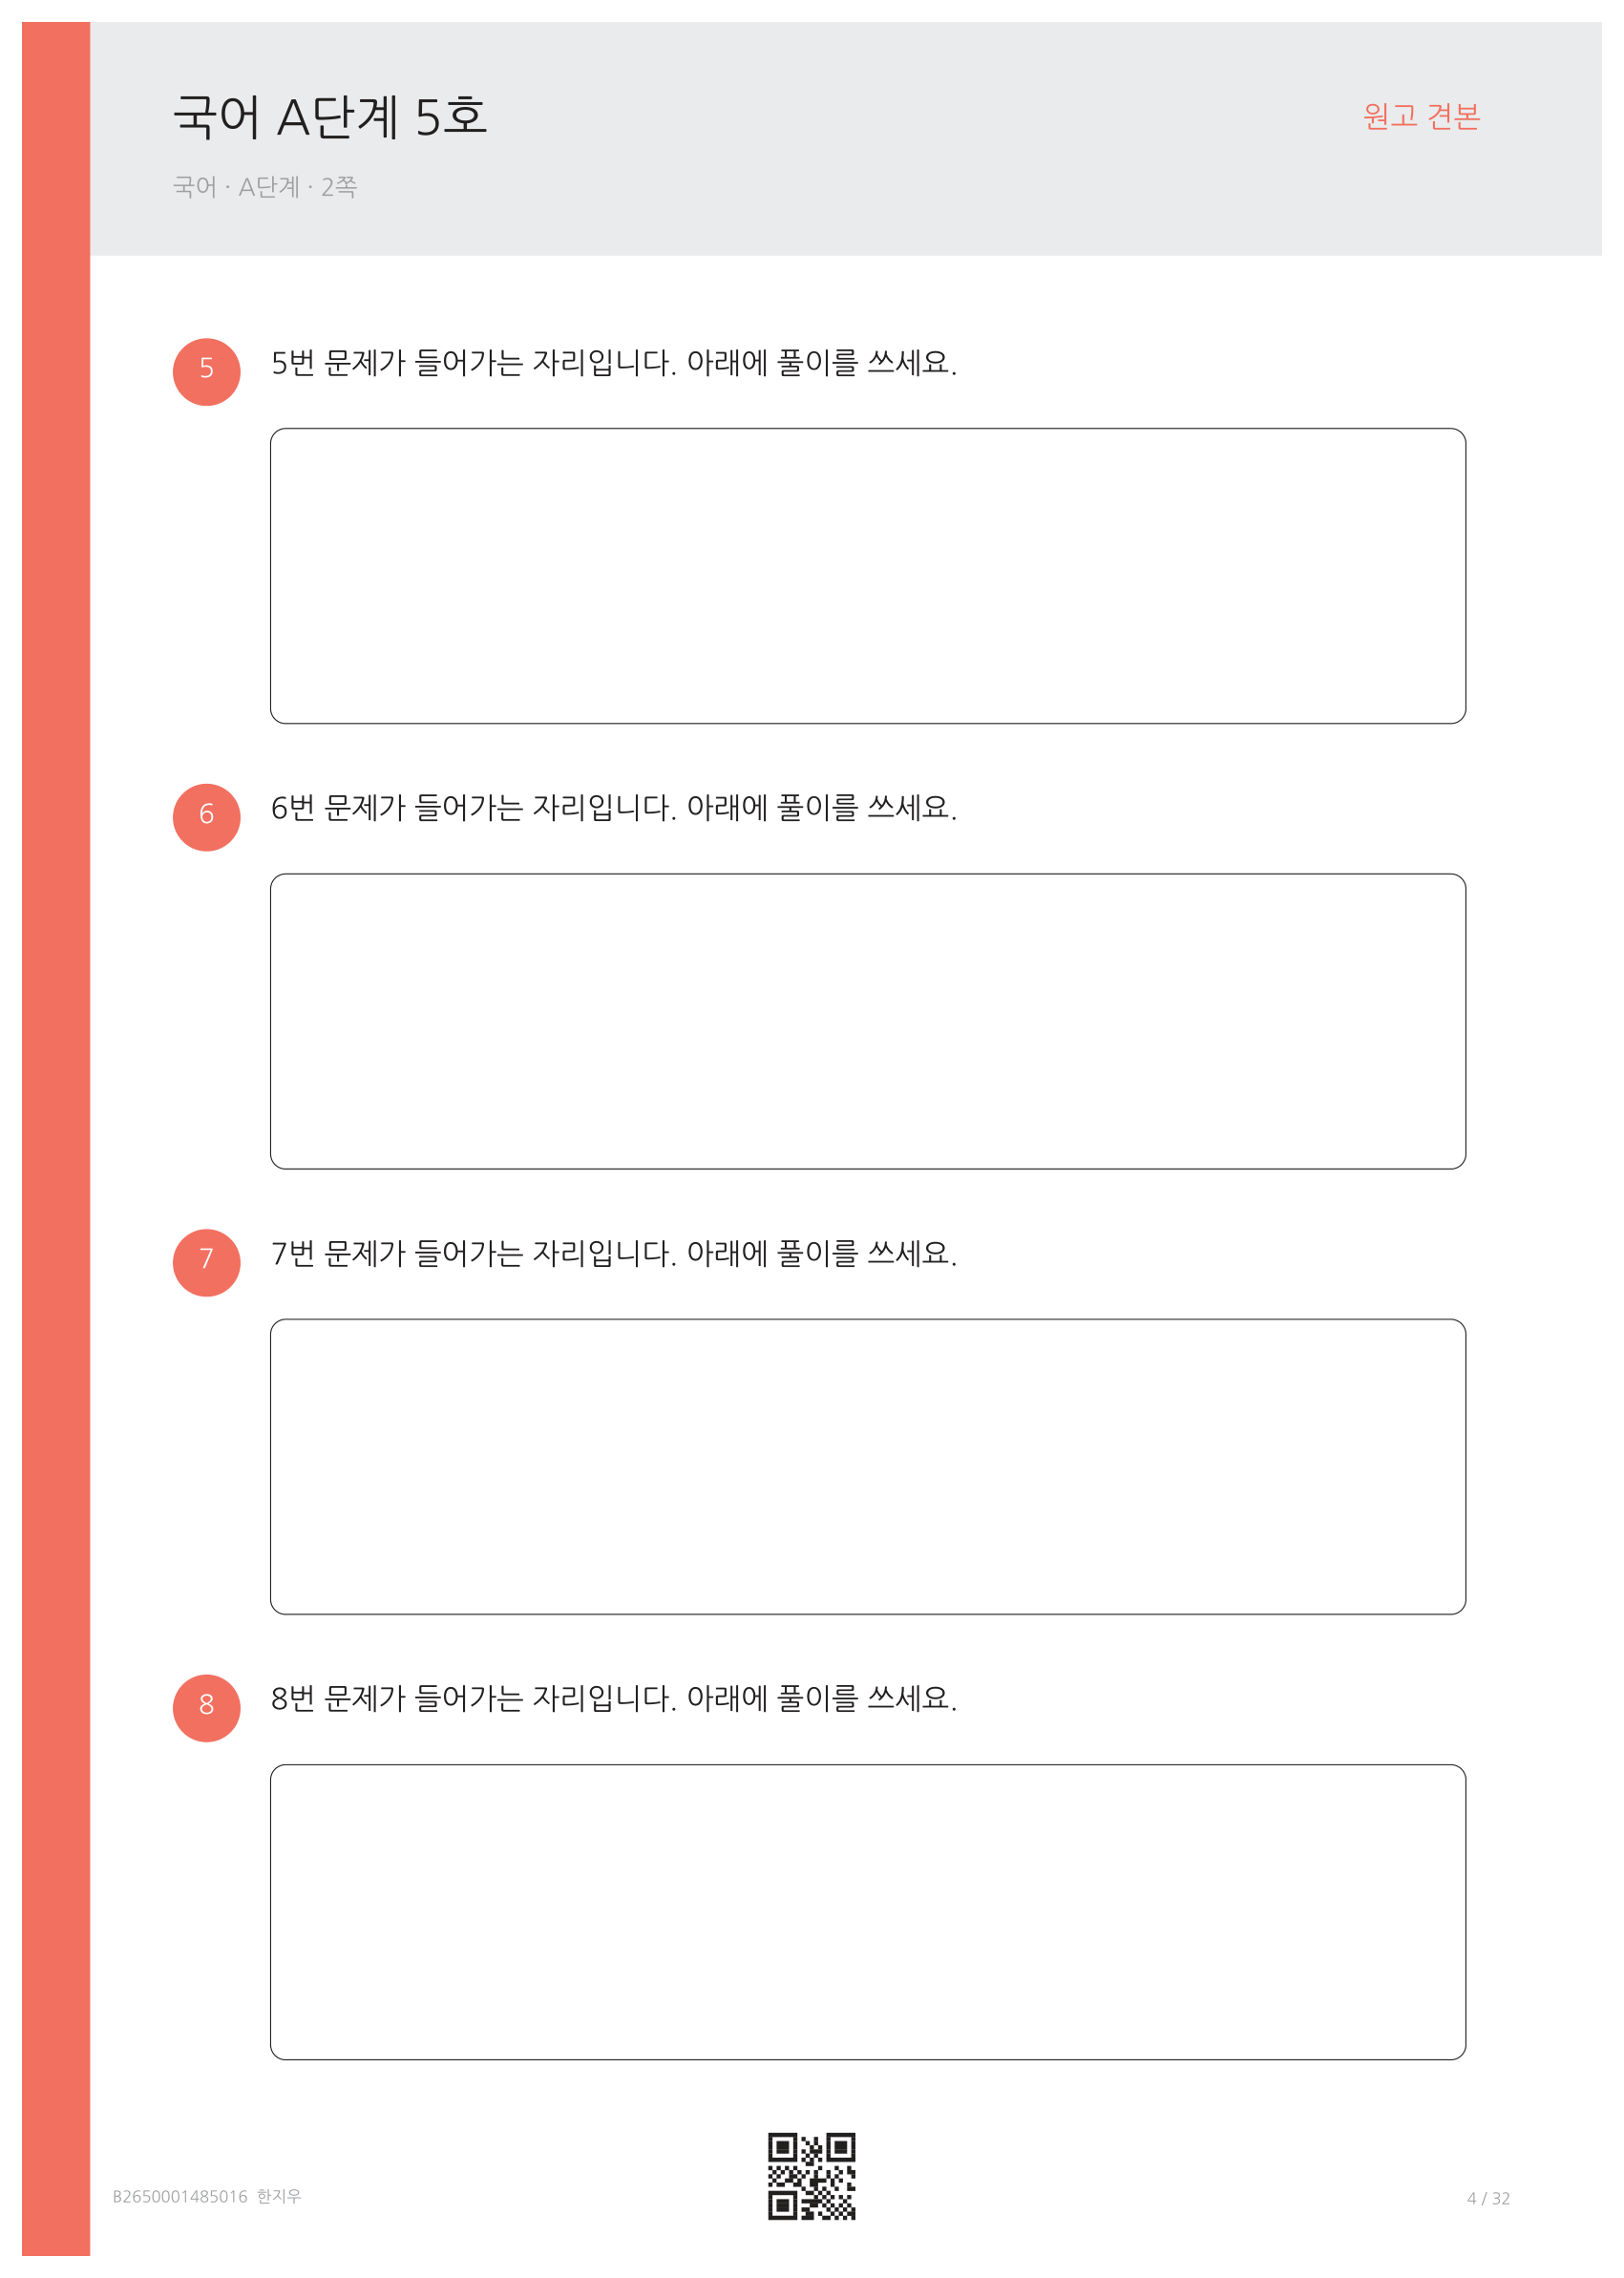 국어 A단계 5호
원고 견본
국어 · A단계 · 2쪽
5
5번 문제가 들어가는 자리입니다. 아래에 풀이를 쓰세요.
6
6번 문제가 들어가는 자리입니다. 아래에 풀이를 쓰세요.
7
7번 문제가 들어가는 자리입니다. 아래에 풀이를 쓰세요.
8
8번 문제가 들어가는 자리입니다. 아래에 풀이를 쓰세요.
B2650001485016 한지우
4 / 32